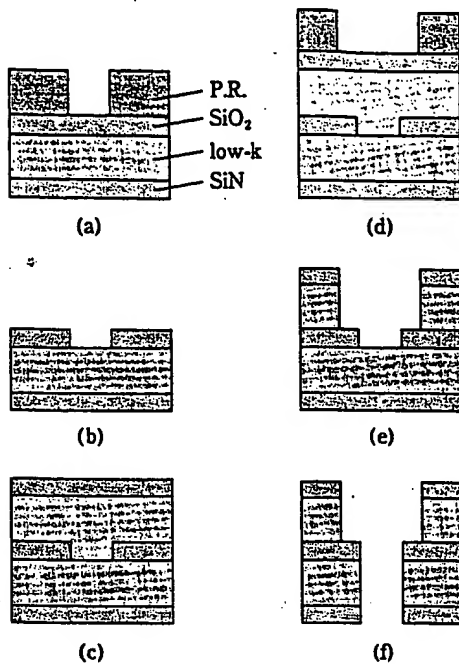 P.R.
SiO₂
low-k
SiN
(a)
(b)
(c)
(d)
(e)
(f)